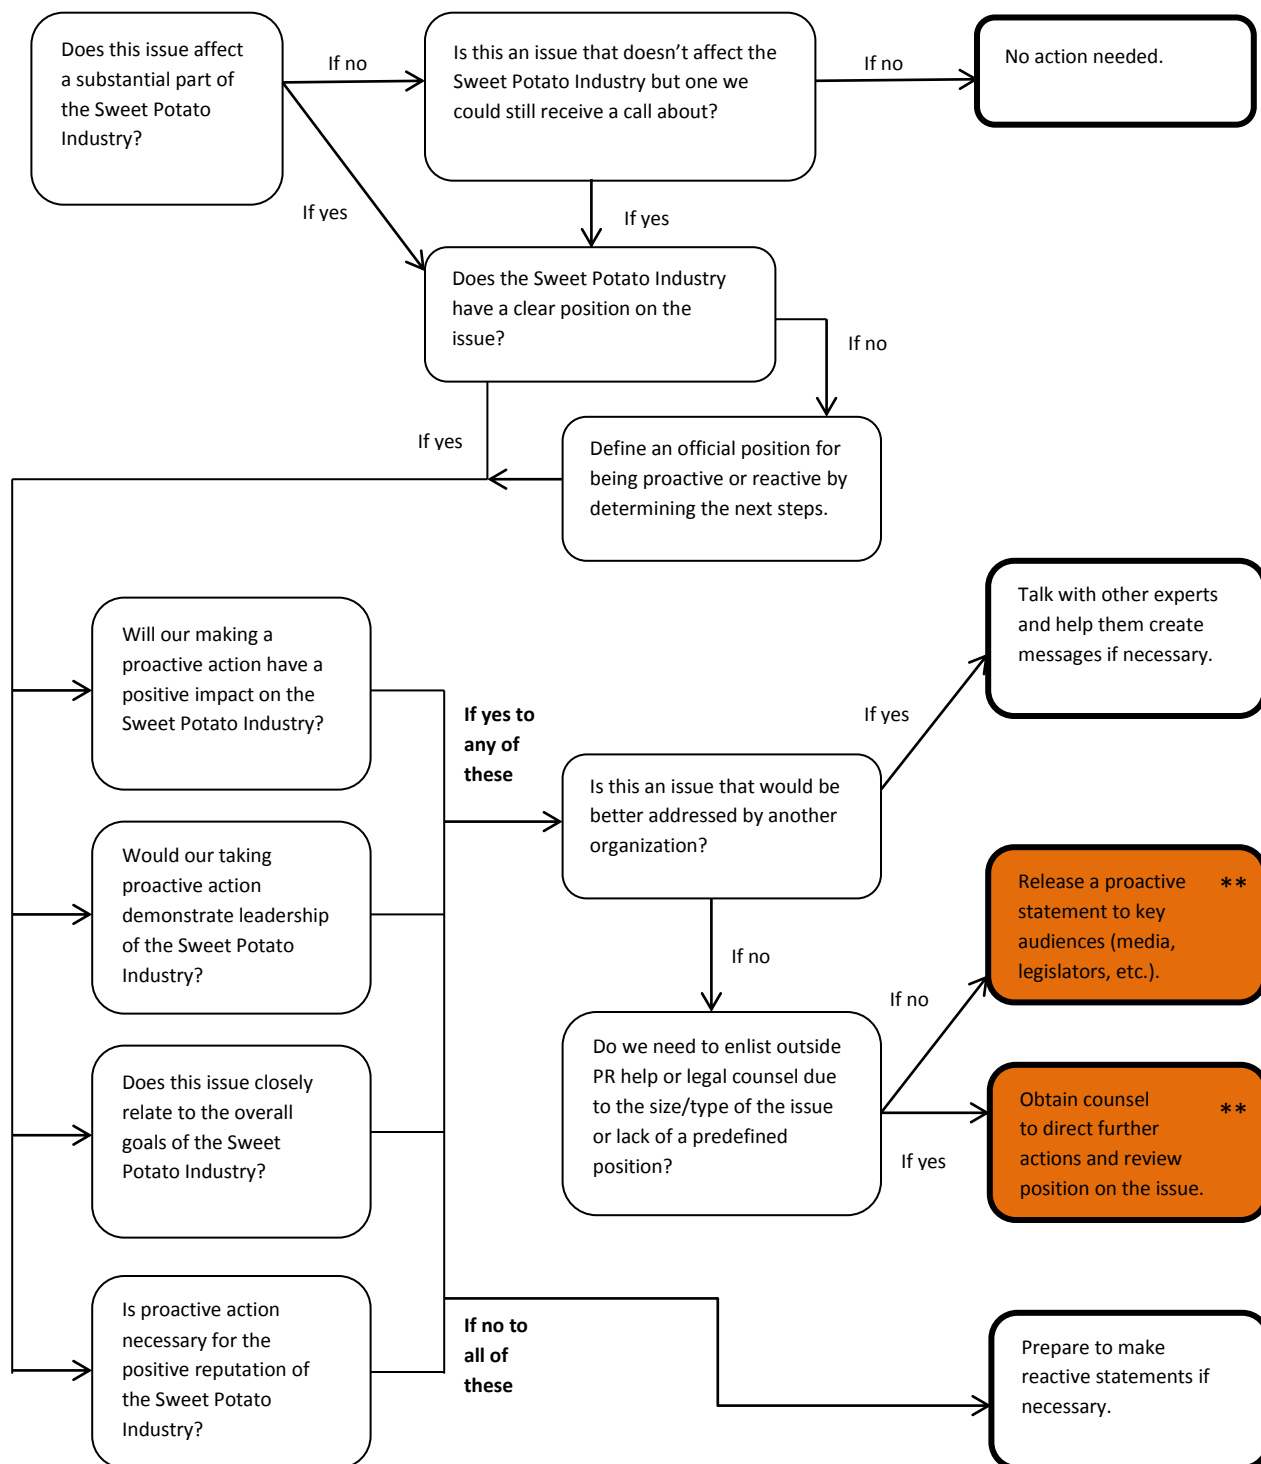 Does this issue affect
a substantial part of
the Sweet Potato
Industry?
If no
Is this an issue that doesn’t affect the
Sweet Potato Industry but one we
could still receive a call about?
If no
No action needed.
If yes
If yes
Does the Sweet Potato Industry
have a clear position on the
issue?
If no
If yes
Define an official position for
being proactive or reactive by
determining the next steps.
Will our making a
proactive action have a
positive impact on the
Sweet Potato Industry?
Would our taking
proactive action
demonstrate leadership
of the Sweet Potato
Industry?
Does this issue closely
relate to the overall
goals of the Sweet
Potato Industry?
Is proactive action
necessary for the
positive reputation of
the Sweet Potato
Industry?
If yes to
any of
these
Is this an issue that would be
better addressed by another
organization?
If yes
Talk with other experts
and help them create
messages if necessary.
If no
Do we need to enlist outside
PR help or legal counsel due
to the size/type of the issue
or lack of a predefined
position?
If no
Release a proactive **
statement to key
audiences (media,
legislators, etc.).
If yes
Obtain counsel **
to direct further
actions and review
position on the issue.
If no to
all of
these
Prepare to make
reactive statements if
necessary.